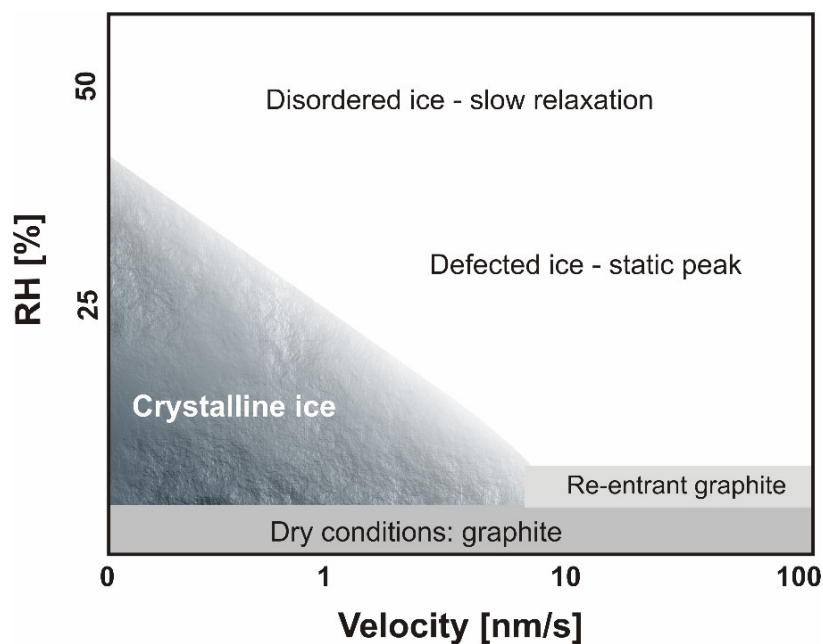 50
Disordered ice - slow relaxation
Defected ice - static peak
RH [%]
25
Crystalline ice
Re-entrant graphite
Dry conditions: graphite
0 1 10 100
Velocity [nm/s]